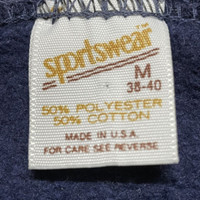 sportswear
M
38-40
50% POLYESTER
50% COTTON
MADE IN U.S.A.
FOR CARE SEE REVERSE